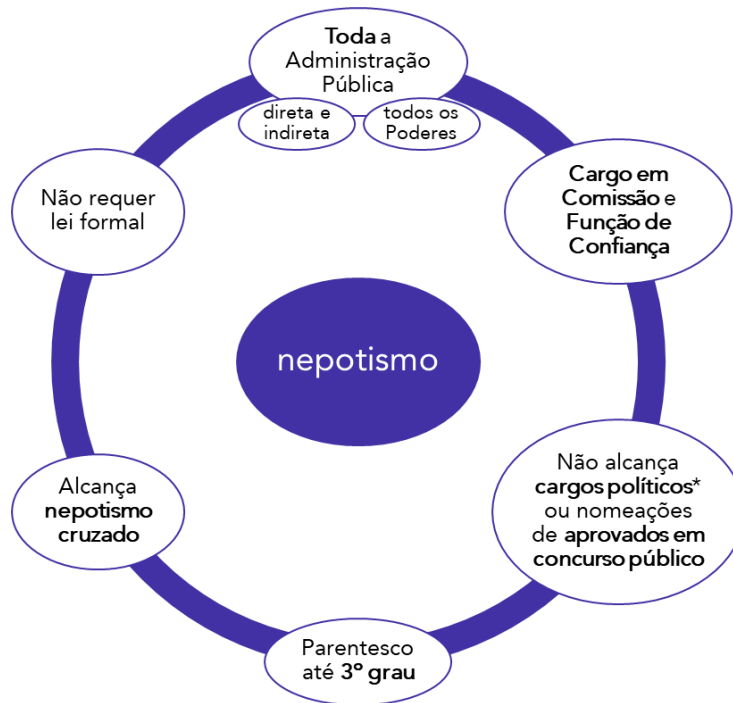 Toda a
Administração
Pública
direta e
indireta
todos os
Poderes
Cargo em
Comissão e
Função de
Confiança
Não alcança
cargos políticos*
ou nomeações
de aprovados em
concurso público
Parentesco
até 3º grau
Alcança
nepotismo
cruzado
Não requer
lei formal
nepotismo